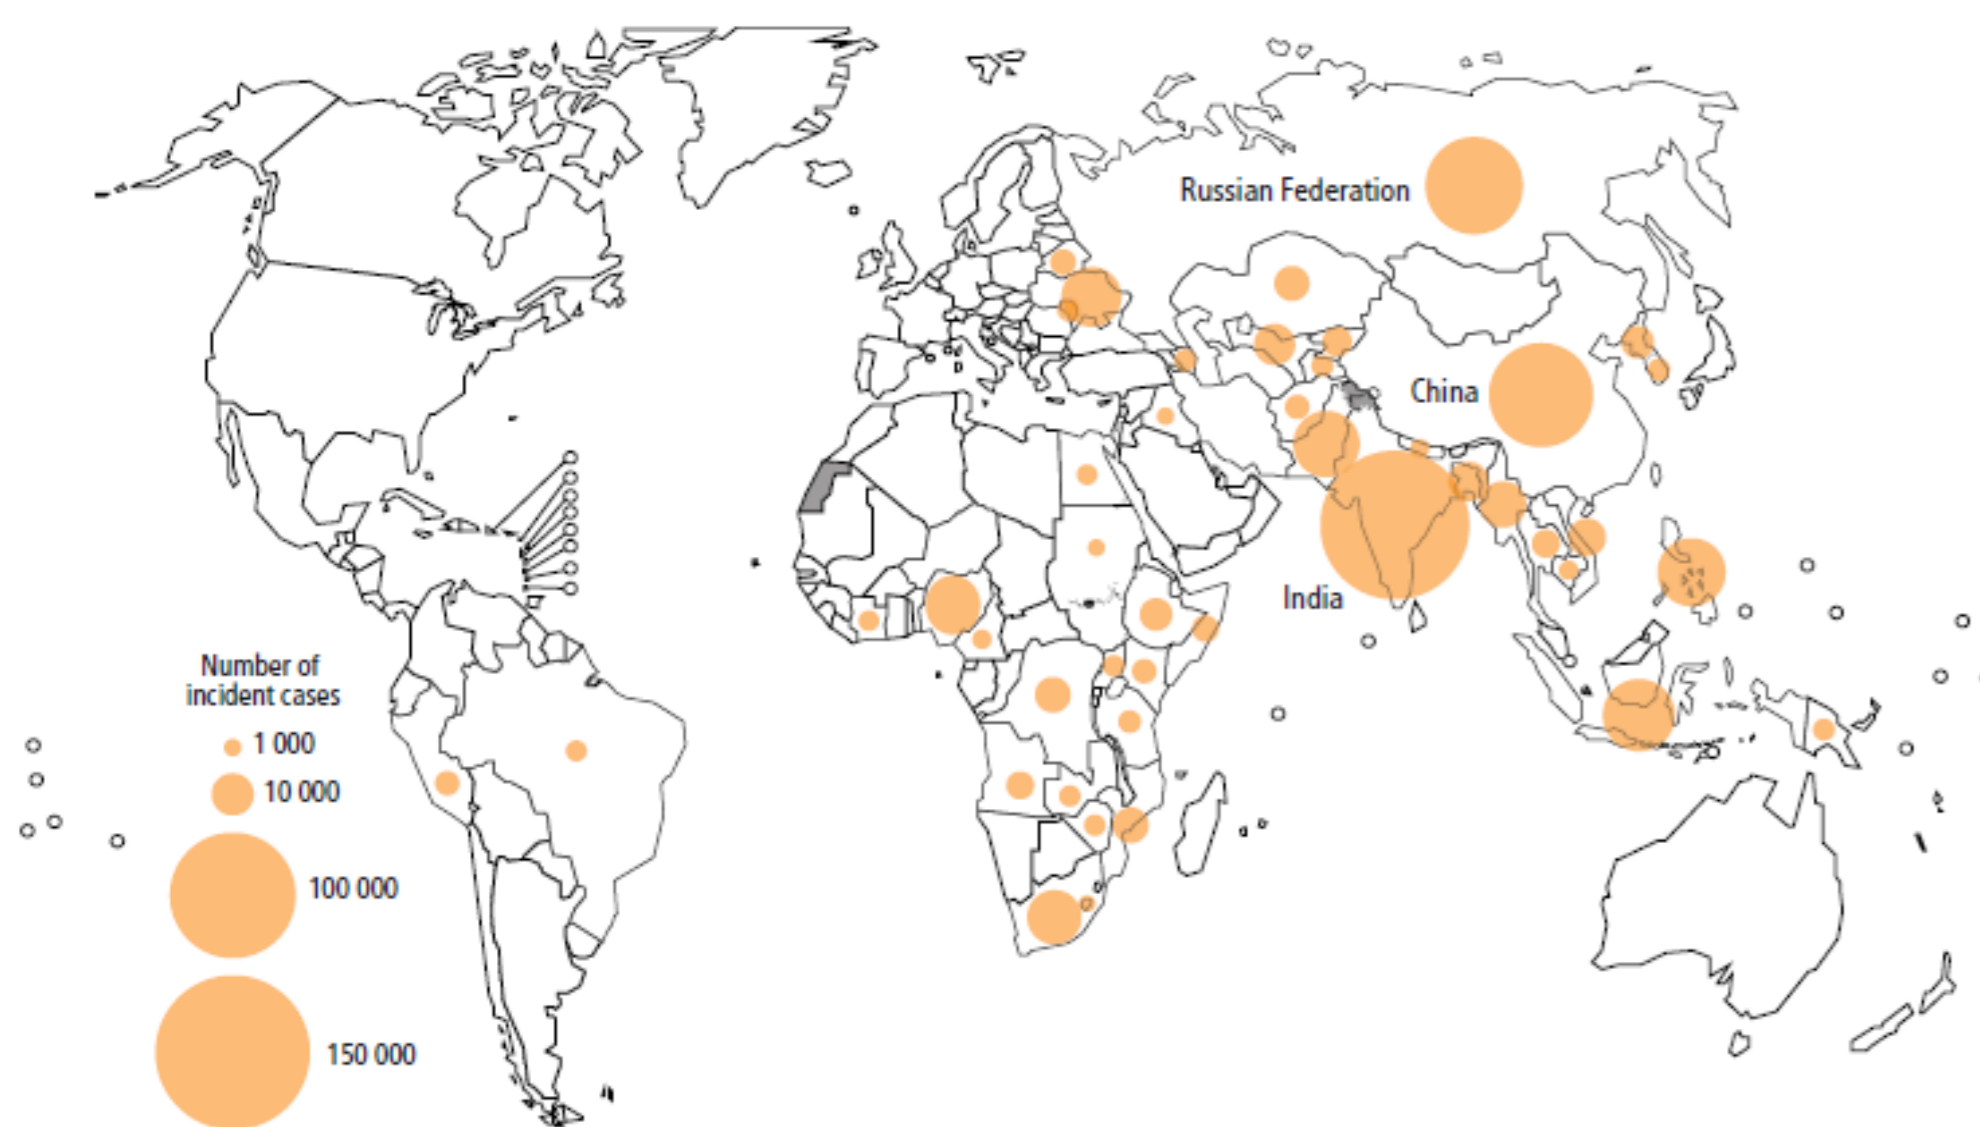 Russian Federation
China
India
Number of
incident cases
1 000
10 000
100 000
150 000